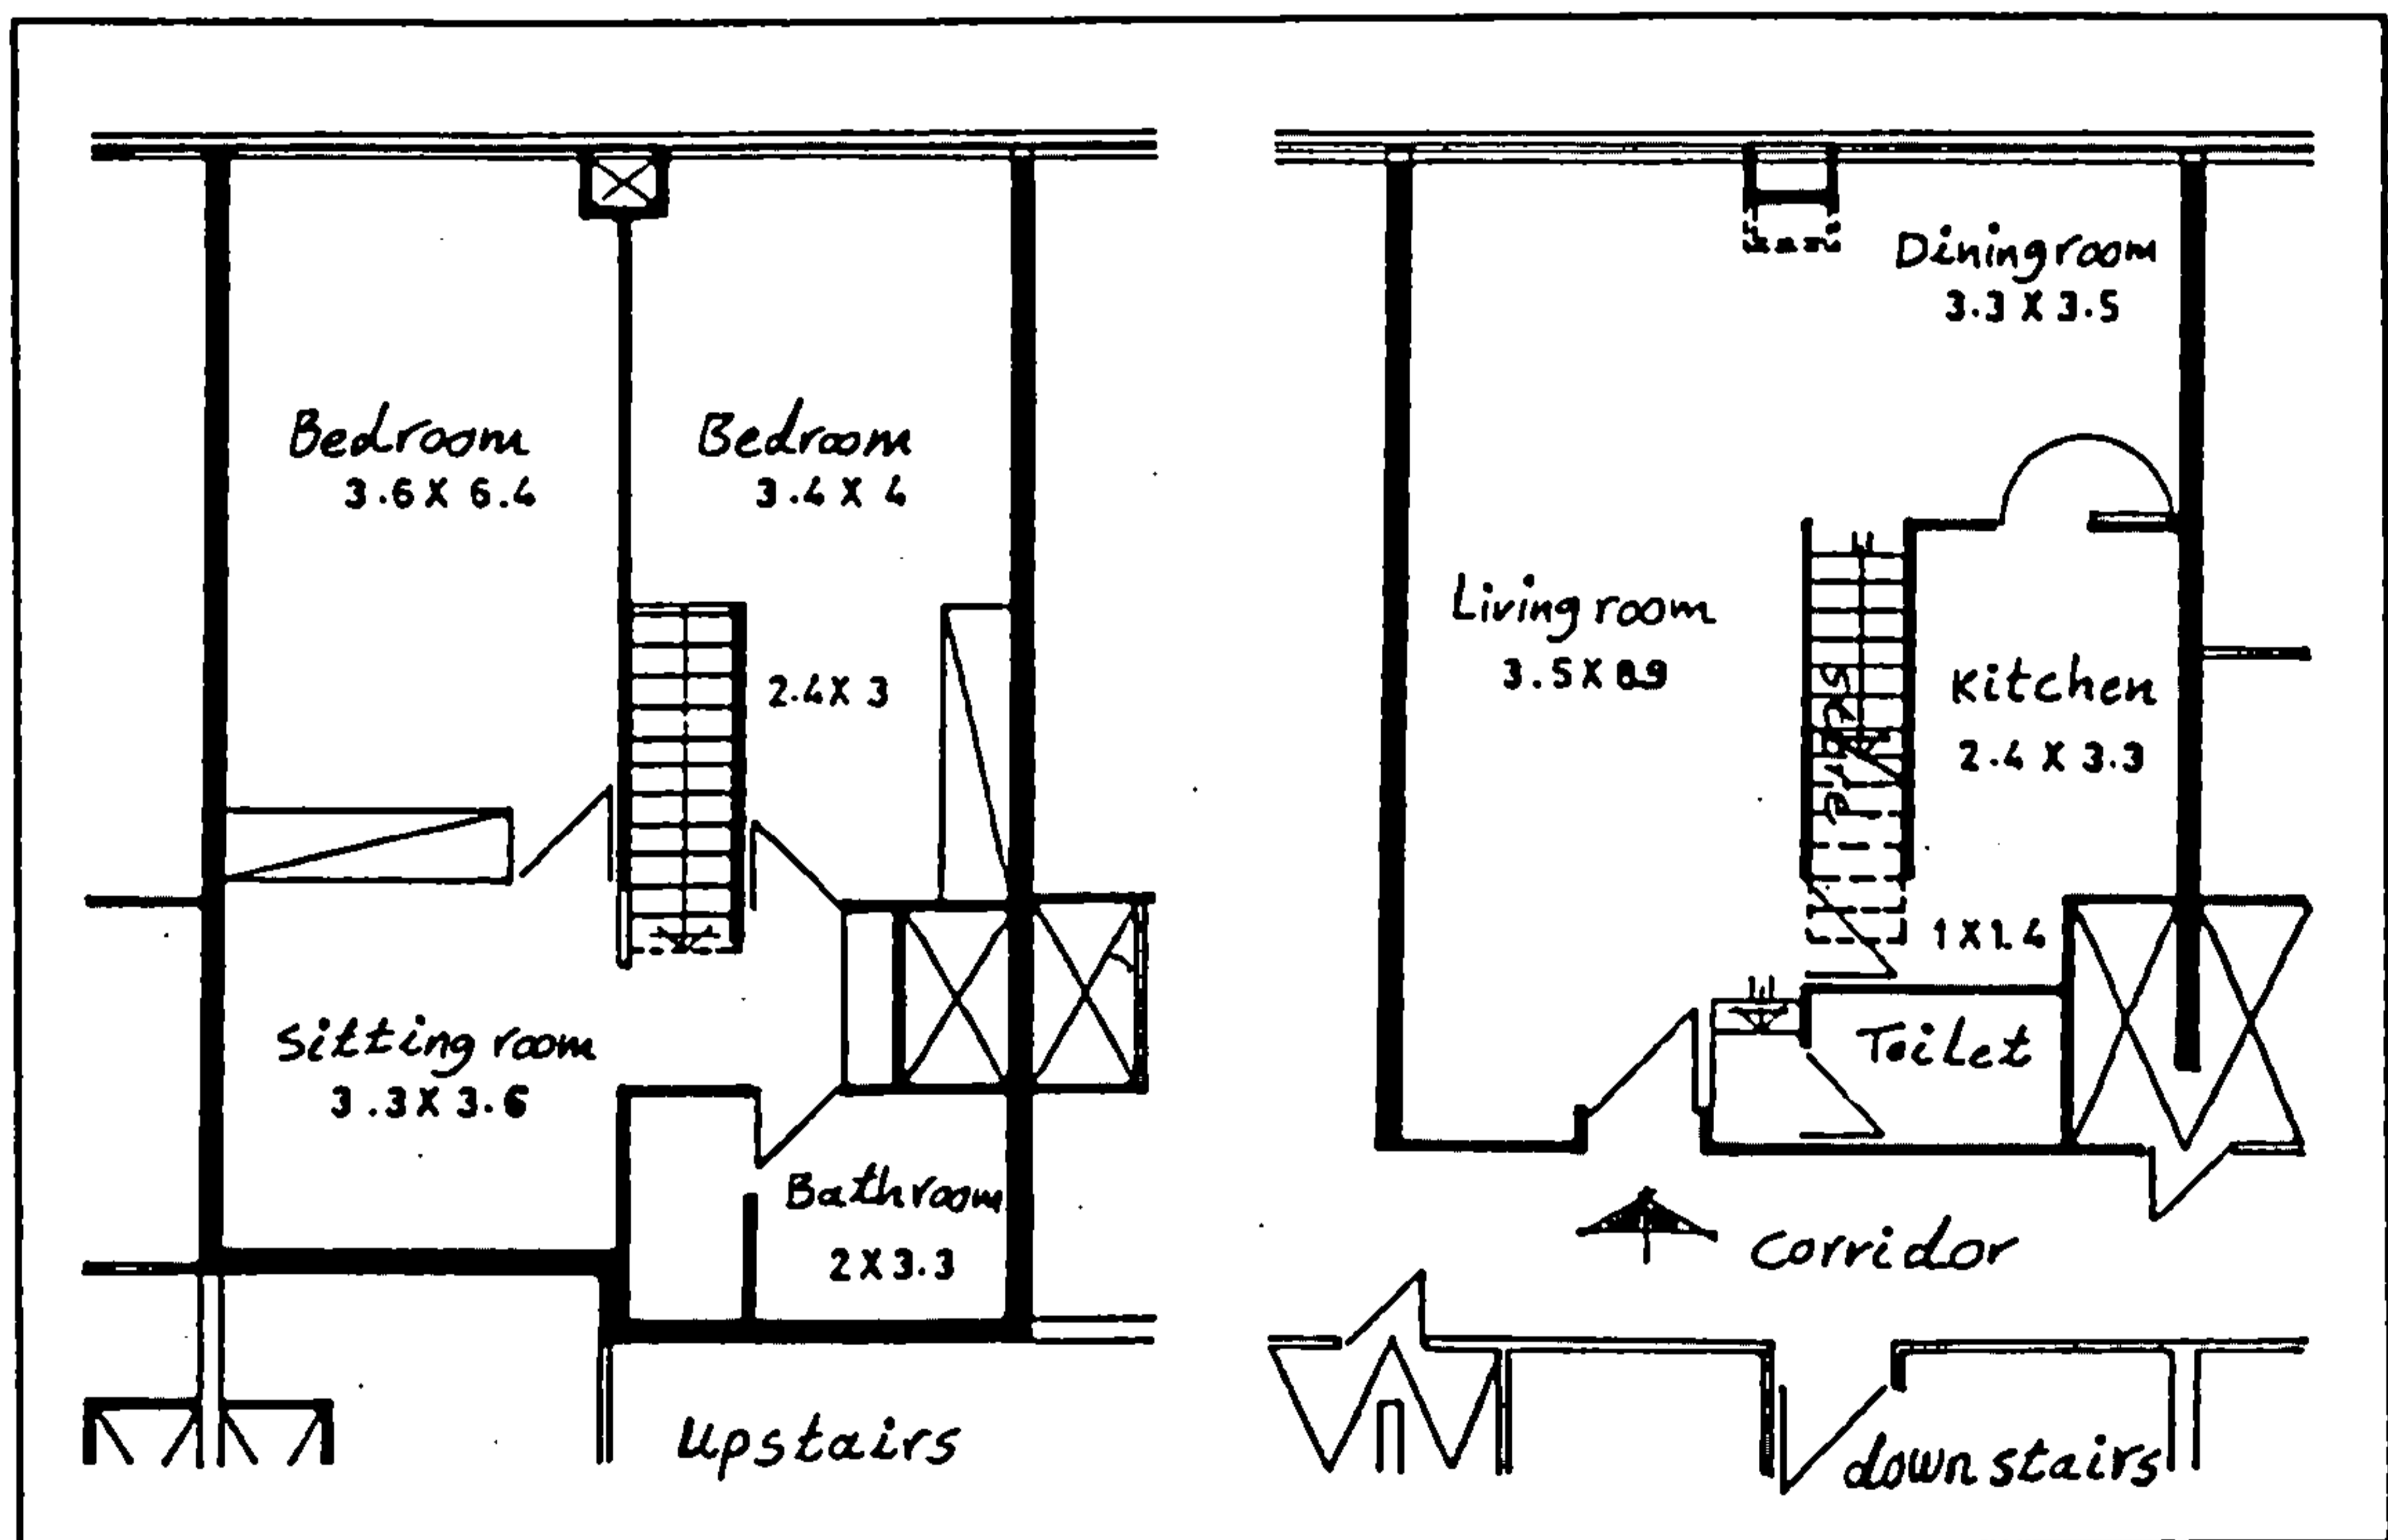 Bedroom
3.6 X 6.4
Bedroom
3.4 X 4
2.4 X 3
Sitting room
3.3 X 3.6
Bathroom
2 X 3.3
Upstairs
Diningroom
3.3 X 3.5
Living room
3.5 X 8.9
Kitchen
2.4 X 3.3
1 X 1.4
Toilet
corridor
down stairs